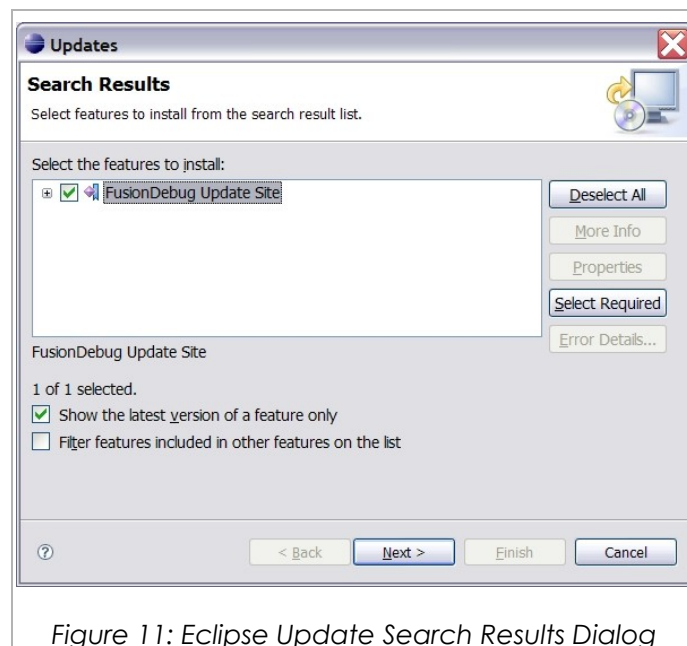 Updates
Search Results
Select features to install from the search result list.
Select the features to install:
FusionDebug Update Site
Deselect All
More Info
Properties
Select Required
Error Details...
FusionDebug Update Site
1 of 1 selected.
Show the latest version of a feature only
Filter features included in other features on the list
< Back Next > Finish Cancel
Figure 11: Eclipse Update Search Results Dialog